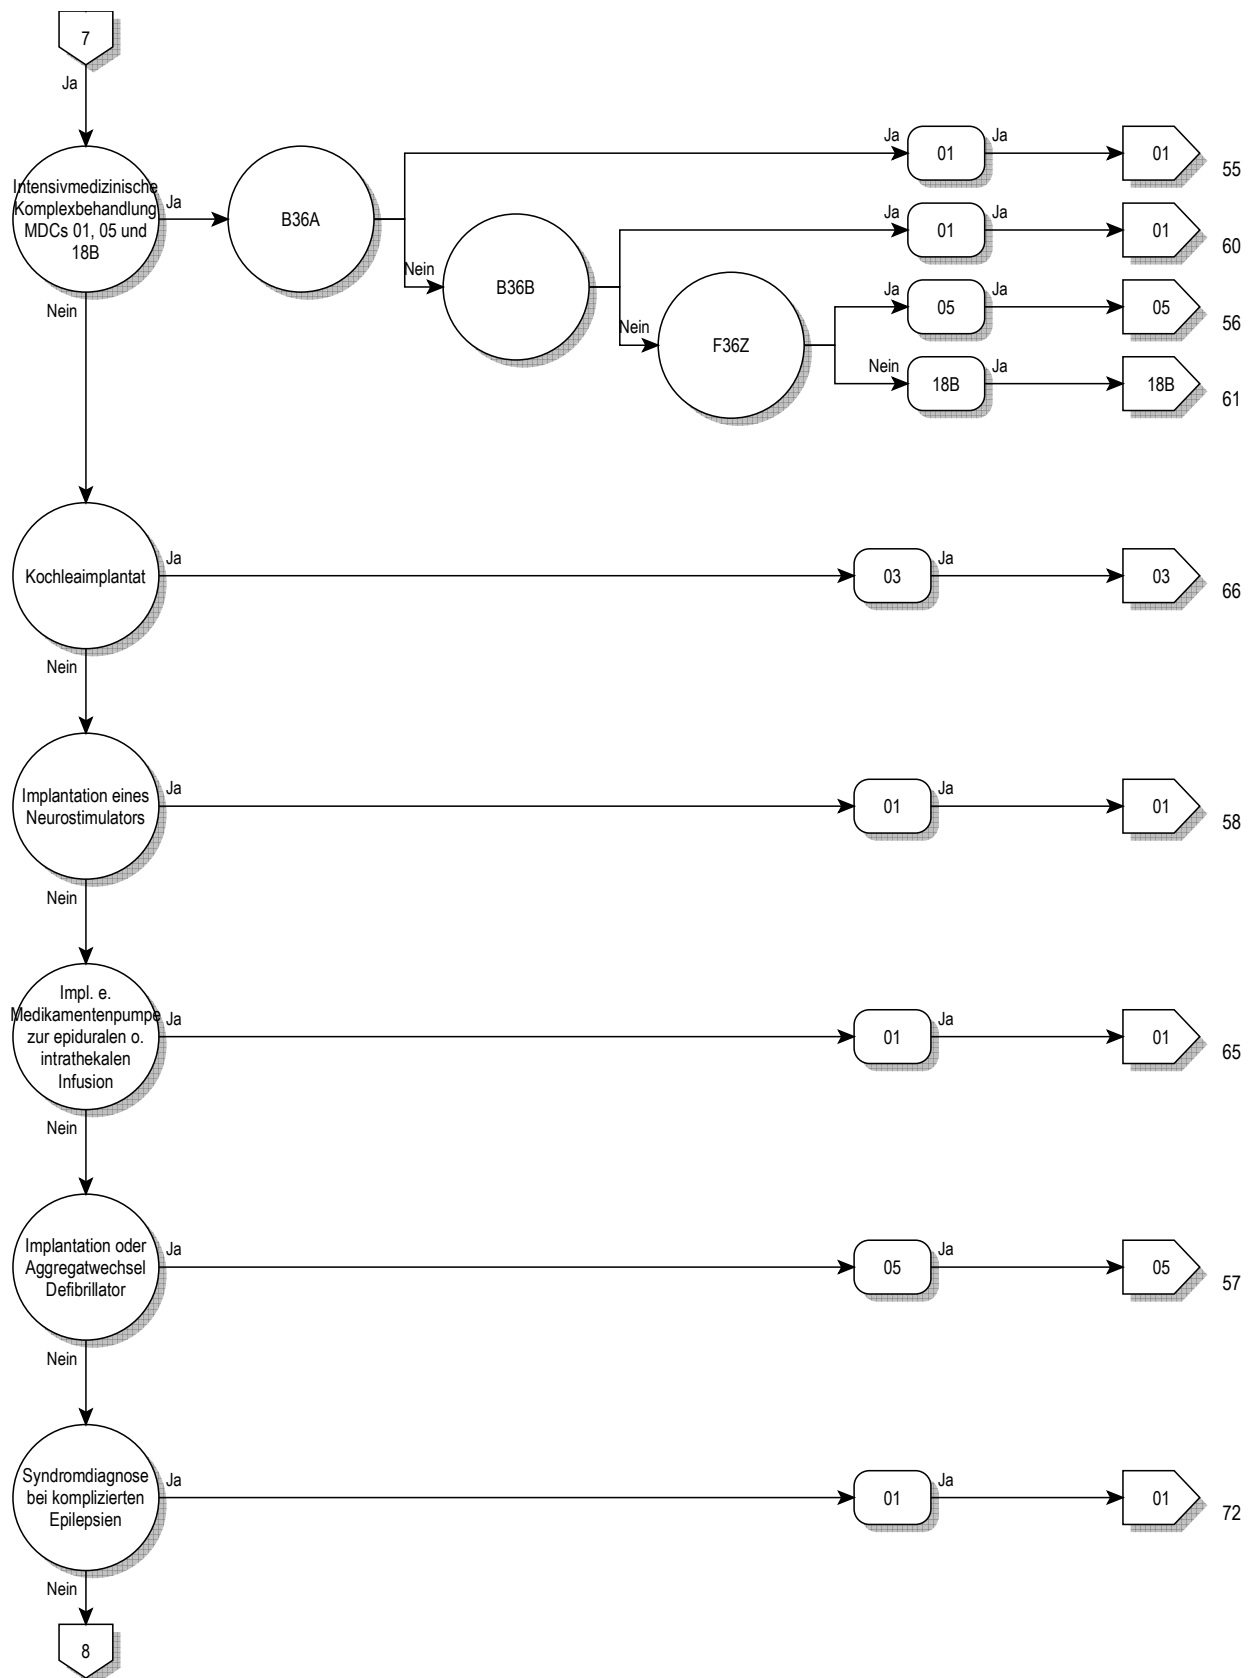 7
Ja
Ja 01 Ja 01 55
Intensivmedizinische
Komplexbehandlung
MDCs 01, 05 und
18B
Ja
B36A
Ja 01 Ja 01 60
Nein
B36B
Ja 05 Ja 05 56
Nein
F36Z
Nein 18B Ja 18B 61
Nein
Kochleaimplantat
Ja
03 Ja 03 66
Nein
Implantation eines
Neurostimulators
Ja
01 Ja 01 58
Nein
Impl. e.
Medikamentenpumpe
zur epiduralen o.
intrathekalen
Infusion
Ja
01 Ja 01 65
Nein
Implantation oder
Aggregatwechsel
Defibrillator
Ja
05 Ja 05 57
Nein
Syndromdiagnose
bei komplizierten
Epilepsien
Ja
01 Ja 01 72
Nein
8